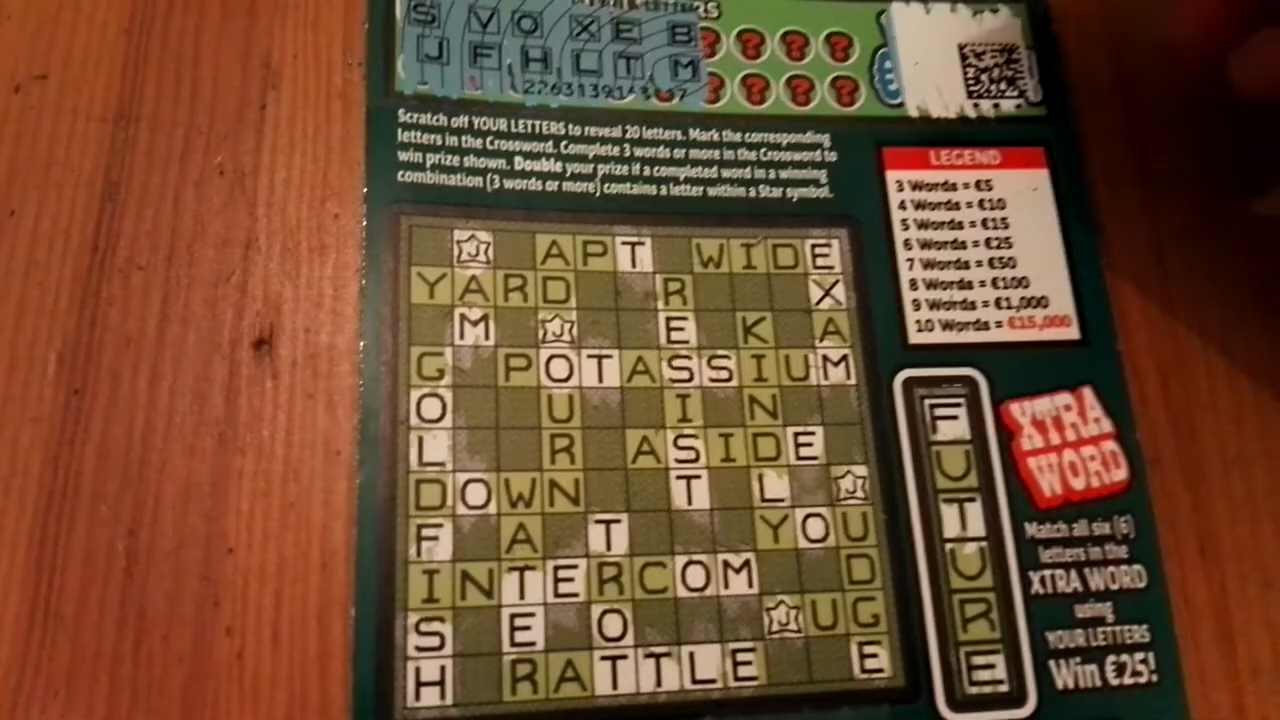 S V O X E B
J F H L T M
Scratch off YOUR LETTERS to reveal 20 letters. Mark the corresponding
letters in the Crossword. Complete 3 words or more in the Crossword to
win prize shown. Double your prize if a completed word in a winning
combination (3 words or more) contains a letter within a Star symbol.
LEGEND
3 Words = €5
4 Words = €10
5 Words = €15
6 Words = €25
7 Words = €50
8 Words = €100
9 Words = €1,000
10 Words = €15,000
J APT WIDE
YARD R X
M J E K A
G POTASSIUM
O U I N
L R ASIDE
DOWN T L J
F A T YOU
INTERCOM D
S E O JUG
H RATTLE E
FUTURE
XTRA
WORD
Match all six (6)
letters in the
XTRA WORD
using
YOUR LETTERS
Win €25!